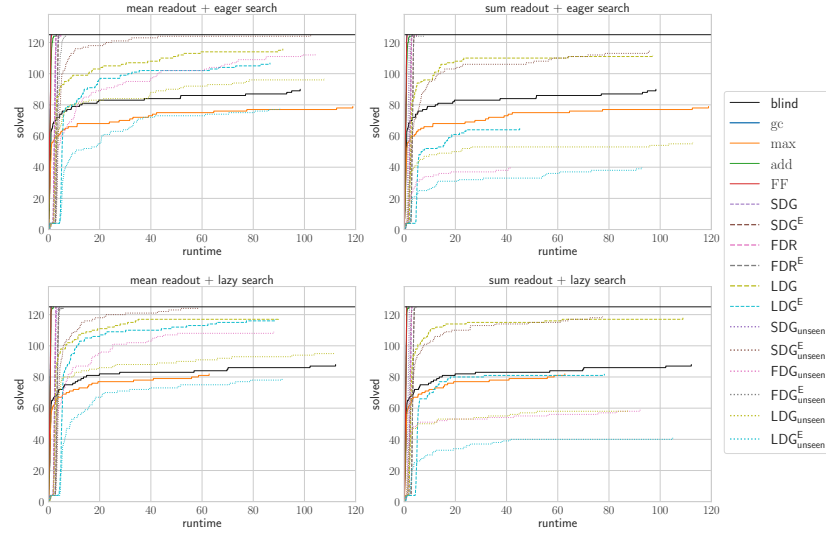 mean readout + eager search
120
100
80
60
40
20
0
solved
0 20 40 60 80 100 120
runtime
sum readout + eager search
120
100
80
60
40
20
0
solved
0 20 40 60 80 100 120
runtime
mean readout + lazy search
120
100
80
60
40
20
0
solved
0 20 40 60 80 100 120
runtime
sum readout + lazy search
120
100
80
60
40
20
0
solved
0 20 40 60 80 100 120
runtime
blind
gc
max
add
FF
SDG
SDG^E
FDR
FDR^E
LDG
LDG^E
SDG_unseen
SDG^E_unseen
FDG_unseen
FDG^E_unseen
LDG_unseen
LDG^E_unseen